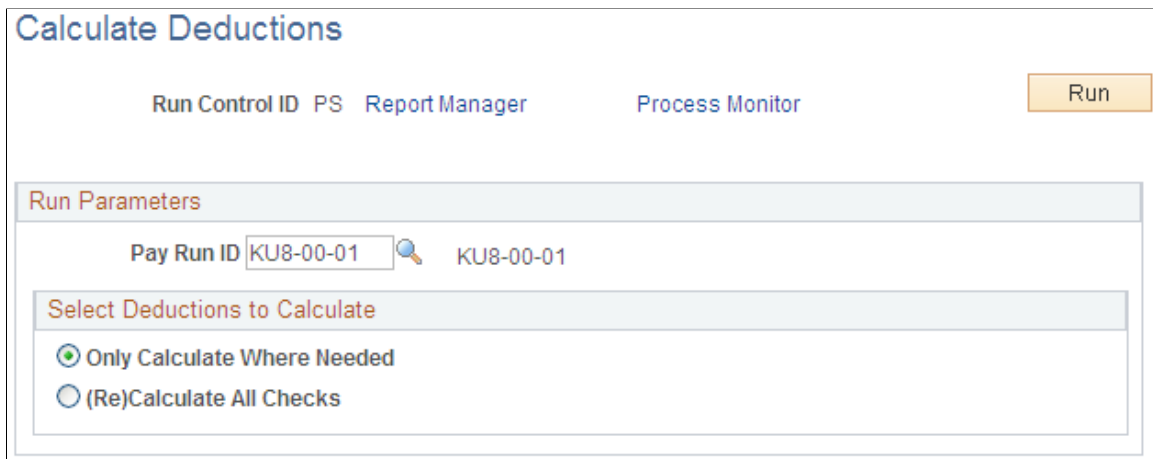 Calculate Deductions
Run Control ID PS Report Manager Process Monitor Run
Run Parameters
Pay Run ID KU8-00-01 KU8-00-01
Select Deductions to Calculate
Only Calculate Where Needed
(Re)Calculate All Checks